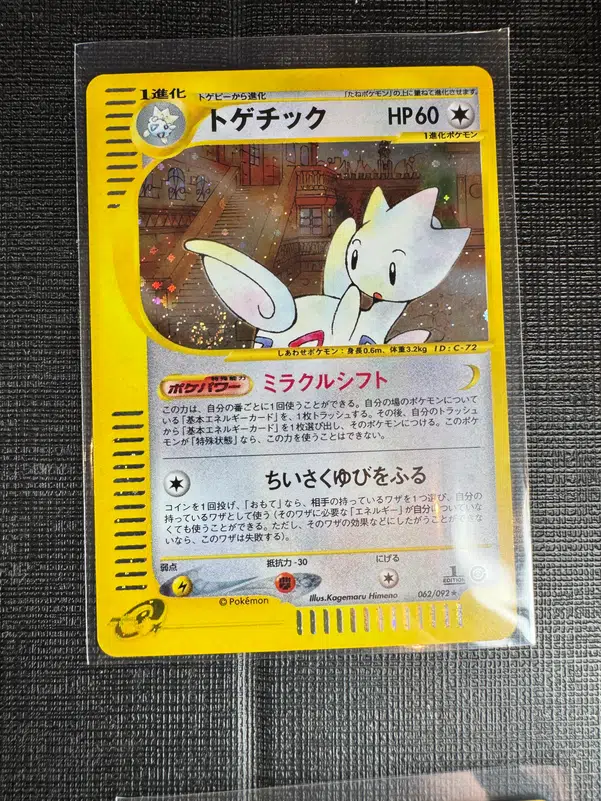 1進化 トゲピーから進化 「たねポケモン」の上に重ねて進化させます。
トゲチック HP60
1進化ポケモン
しあわせポケモン：身長0.6m、体重3.2kg ID:C-72
特殊能力
ポケパワー ミラクルシフト
この力は、自分の番ごとに1回使うことができる。自分の場のポケモンについて
いる「基本エネルギーカード」を、1枚トラッシュする。その後、自分のトラッシュ
から「基本エネルギーカード」を1枚選び出し、そのポケモンにつける。このポケ
モンが「特殊状態」なら、この力を使うことはできない。
ちいさくゆびをふる
コインを1回投げ、「おもて」なら、相手の持っているワザを1つ選び、自分の
持っているワザとして使う（そのワザに必要な「エネルギー」が自分についていな
くても使うことができる。ただし、そのワザの効果などにしたがうことができな
いなら、このワザは失敗する）。
弱点 抵抗力 -30 にげる
1
EDITION
©Pokémon Illus.Kagemaru Himeno 062/092★
e